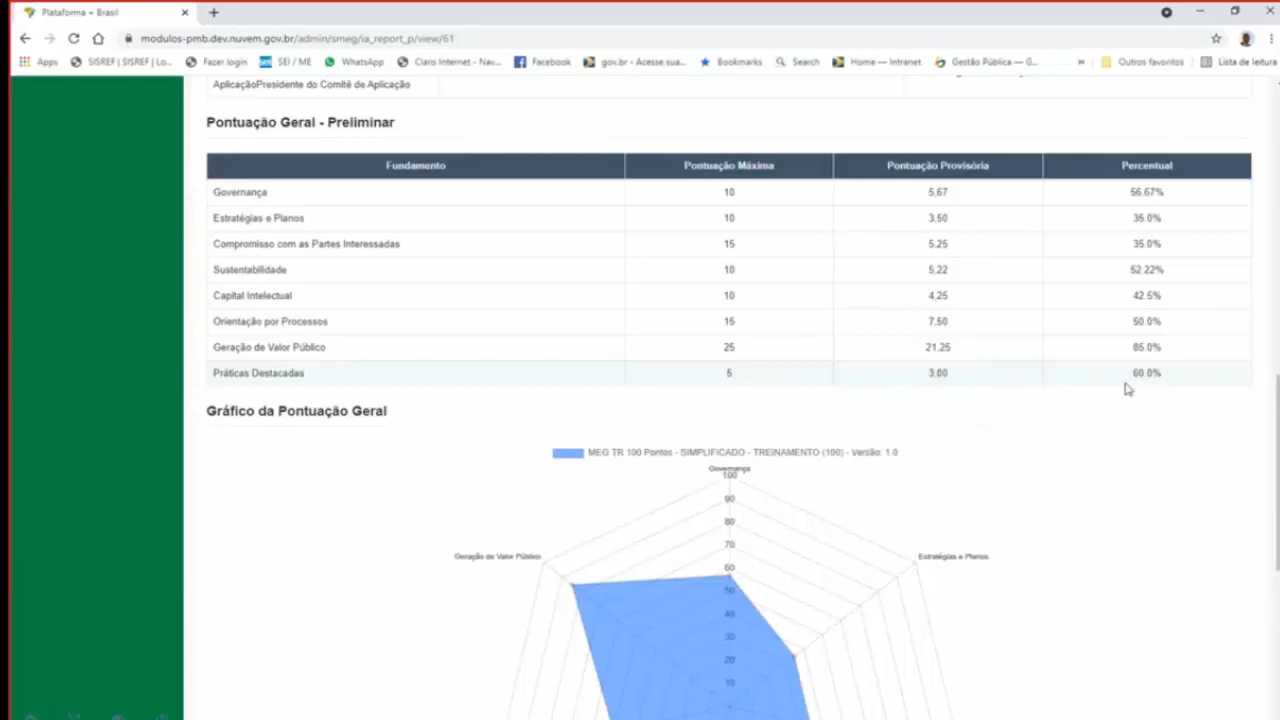 Plataforma + Brasil
modulos-pmb.dev.nuvem.gov.br/admin/smeg/ia_report_p/view/61
Apps SISREF | SISREF | Lo... Fazer login SEI / ME WhatsApp Claro Internet - Nav... Facebook gov.br - Acesse sua... Bookmarks Search Home — Intranet Gestão Pública — G... » Outros favoritos Lista de leitura
AplicaçãoPresidente do Comitê de Aplicação
Pontuação Geral - Preliminar
Fundamento Pontuação Máxima Pontuação Provisória Percentual
Governança 10 5,67 56.67%
Estratégias e Planos 10 3,50 35.0%
Compromisso com as Partes Interessadas 15 5,25 35.0%
Sustentabilidade 10 5,22 52.22%
Capital Intelectual 10 4,25 42.5%
Orientação por Processos 15 7,50 50.0%
Geração de Valor Público 25 21,25 85.0%
Práticas Destacadas 5 3,00 60.0%
Gráfico da Pontuação Geral
MEG TR 100 Pontos - SIMPLIFICADO - TREINAMENTO (100) - Versão: 1.0
Governança
100
90
80
70
Geração de Valor Público Estratégias e Planos
60
50
40
30
20
10